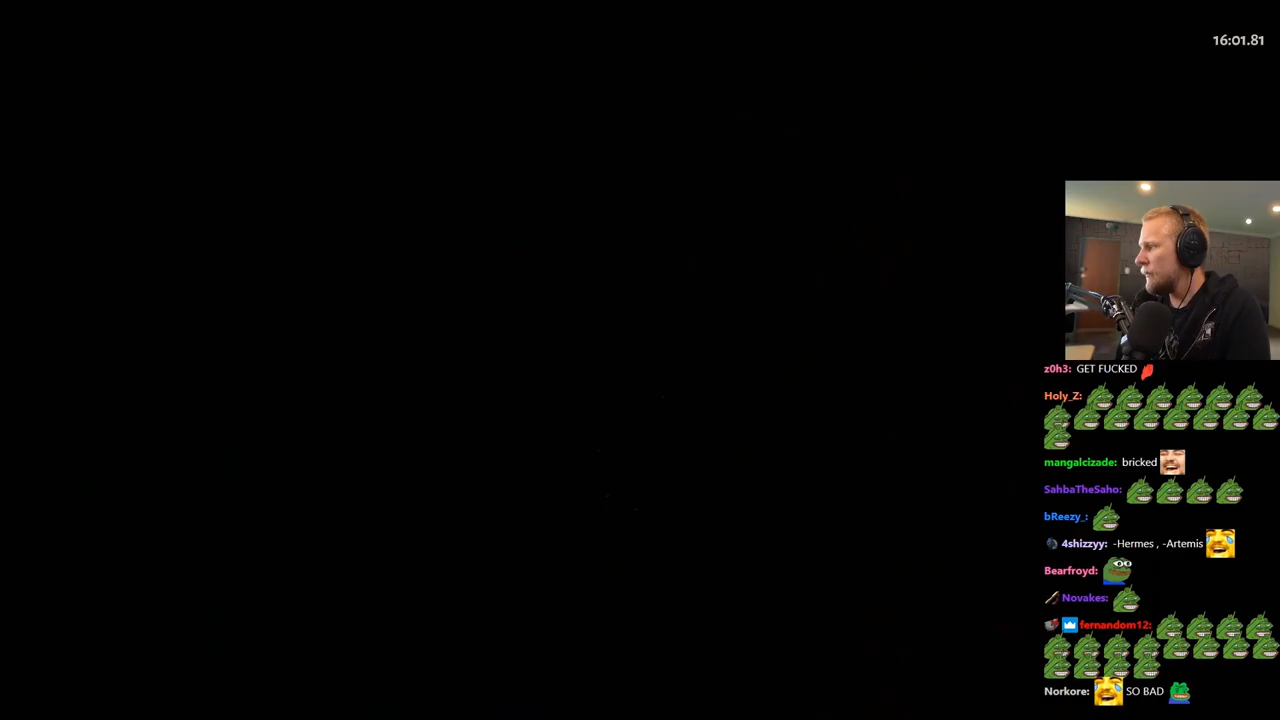 16:01.81
z0h3: GET FUCKED
Holy_Z:
mangalcizade: bricked
SahbaTheSaho:
bReezy_:
4shizzyy: -Hermes , -Artemis
Bearfroyd:
Novakes:
fernandom12:
Norkore: SO BAD